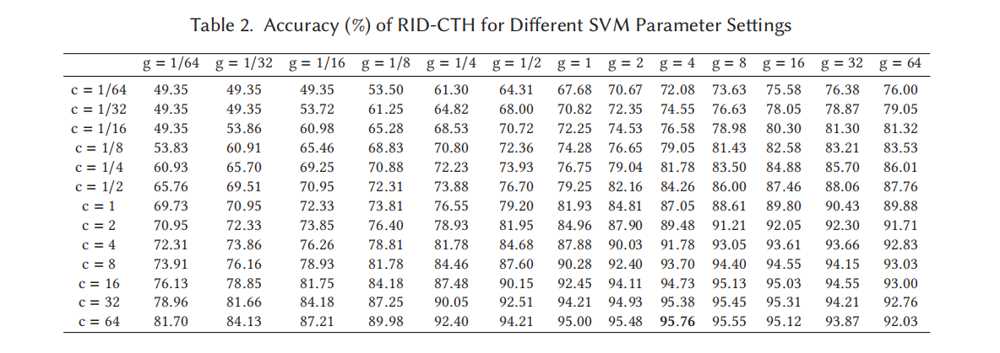 Table 2. Accuracy (%) of RID-CTH for Different SVM Parameter Settings
g = 1/64 g = 1/32 g = 1/16 g = 1/8 g = 1/4 g = 1/2 g = 1 g = 2 g = 4 g = 8 g = 16 g = 32 g = 64
c = 1/64 49.35 49.35 49.35 53.50 61.30 64.31 67.68 70.67 72.08 73.63 75.58 76.38 76.00
c = 1/32 49.35 49.35 53.72 61.25 64.82 68.00 70.82 72.35 74.55 76.63 78.05 78.87 79.05
c = 1/16 49.35 53.86 60.98 65.28 68.53 70.72 72.25 74.53 76.58 78.98 80.30 81.30 81.32
c = 1/8 53.83 60.91 65.46 68.83 70.80 72.36 74.28 76.65 79.05 81.43 82.58 83.21 83.53
c = 1/4 60.93 65.70 69.25 70.88 72.23 73.93 76.75 79.04 81.78 83.50 84.88 85.70 86.01
c = 1/2 65.76 69.51 70.95 72.31 73.88 76.70 79.25 82.16 84.26 86.00 87.46 88.06 87.76
c = 1 69.73 70.95 72.33 73.81 76.55 79.20 81.93 84.81 87.05 88.61 89.80 90.43 89.88
c = 2 70.95 72.33 73.85 76.40 78.93 81.95 84.96 87.90 89.48 91.21 92.05 92.30 91.71
c = 4 72.31 73.86 76.26 78.81 81.78 84.68 87.88 90.03 91.78 93.05 93.61 93.66 92.83
c = 8 73.91 76.16 78.93 81.78 84.46 87.60 90.28 92.40 93.70 94.40 94.55 94.15 93.03
c = 16 76.13 78.85 81.75 84.18 87.48 90.15 92.45 94.11 94.73 95.13 95.03 94.55 93.00
c = 32 78.96 81.66 84.18 87.25 90.05 92.51 94.21 94.93 95.38 95.45 95.31 94.21 92.76
c = 64 81.70 84.13 87.21 89.98 92.40 94.21 95.00 95.48 95.76 95.55 95.12 93.87 92.03